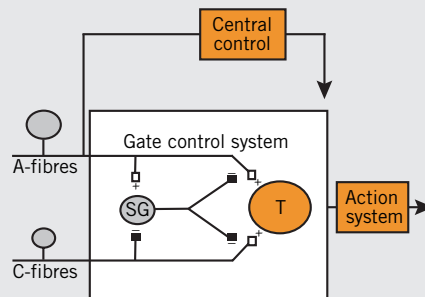 Central
control
Gate control system
A-fibres
+
–
+
SG
T
Action
system
–
–
+
C-fibres